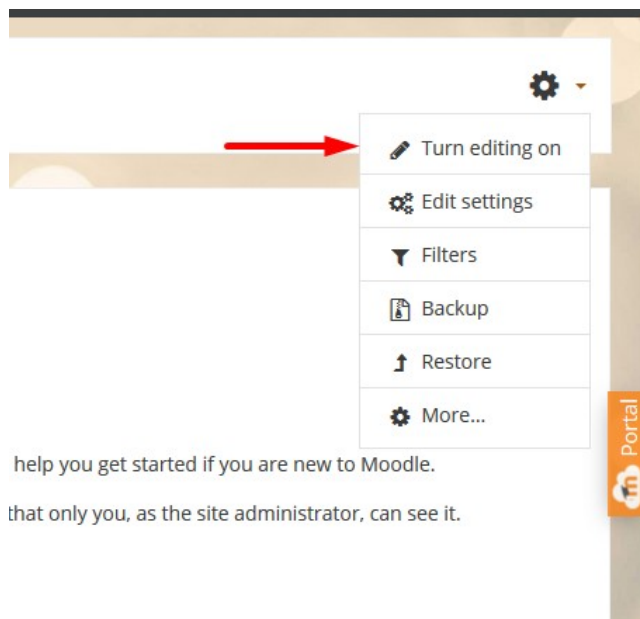 Turn editing on
Edit settings
Filters
Backup
Restore
More...
Portal
help you get started if you are new to Moodle.
that only you, as the site administrator, can see it.